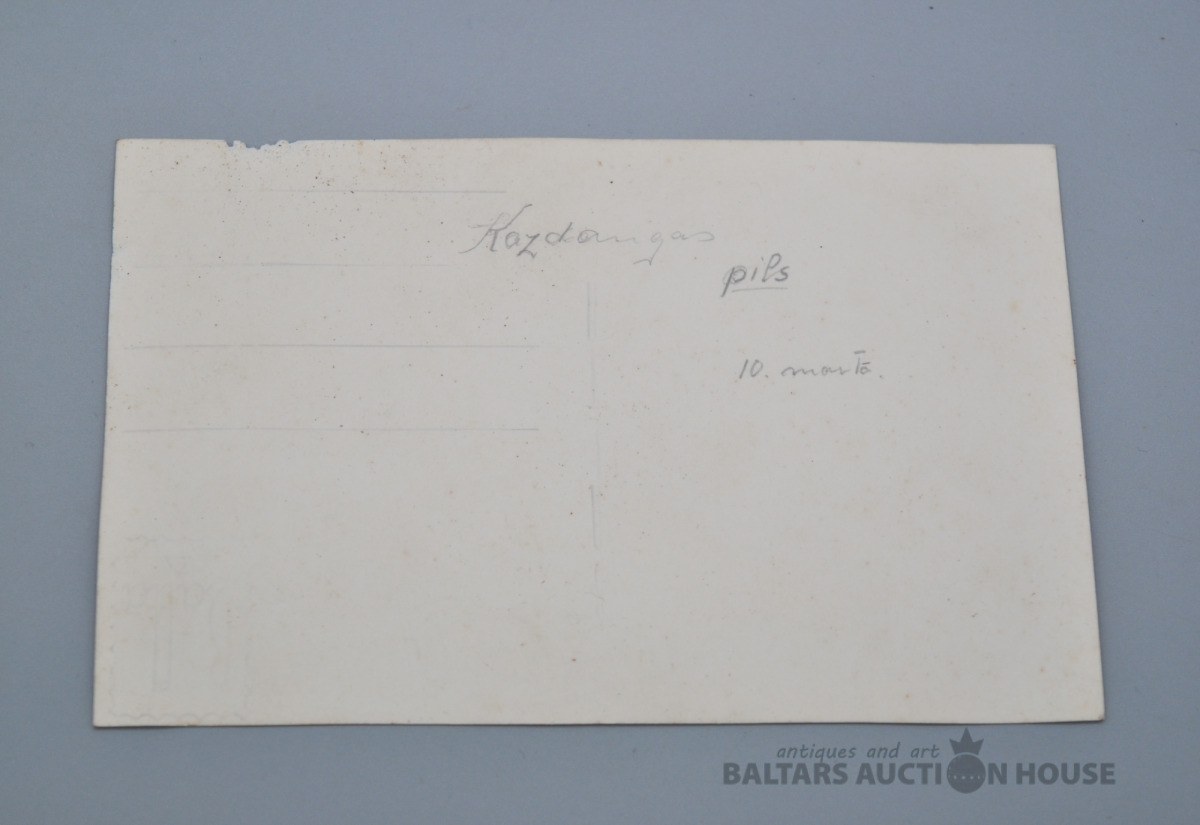 Kazdangas
pils
10. martā.
antiques and art
BALTARS AUCTION HOUSE